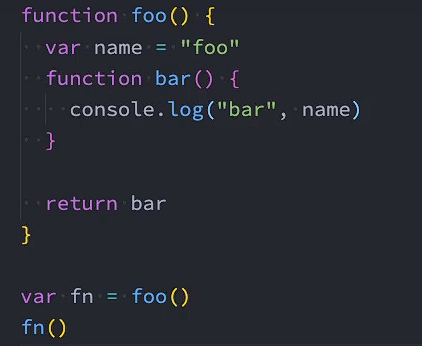 function foo() {
  var name = "foo"
  function bar() {
    console.log("bar", name)
  }

  return bar
}

var fn = foo()
fn()